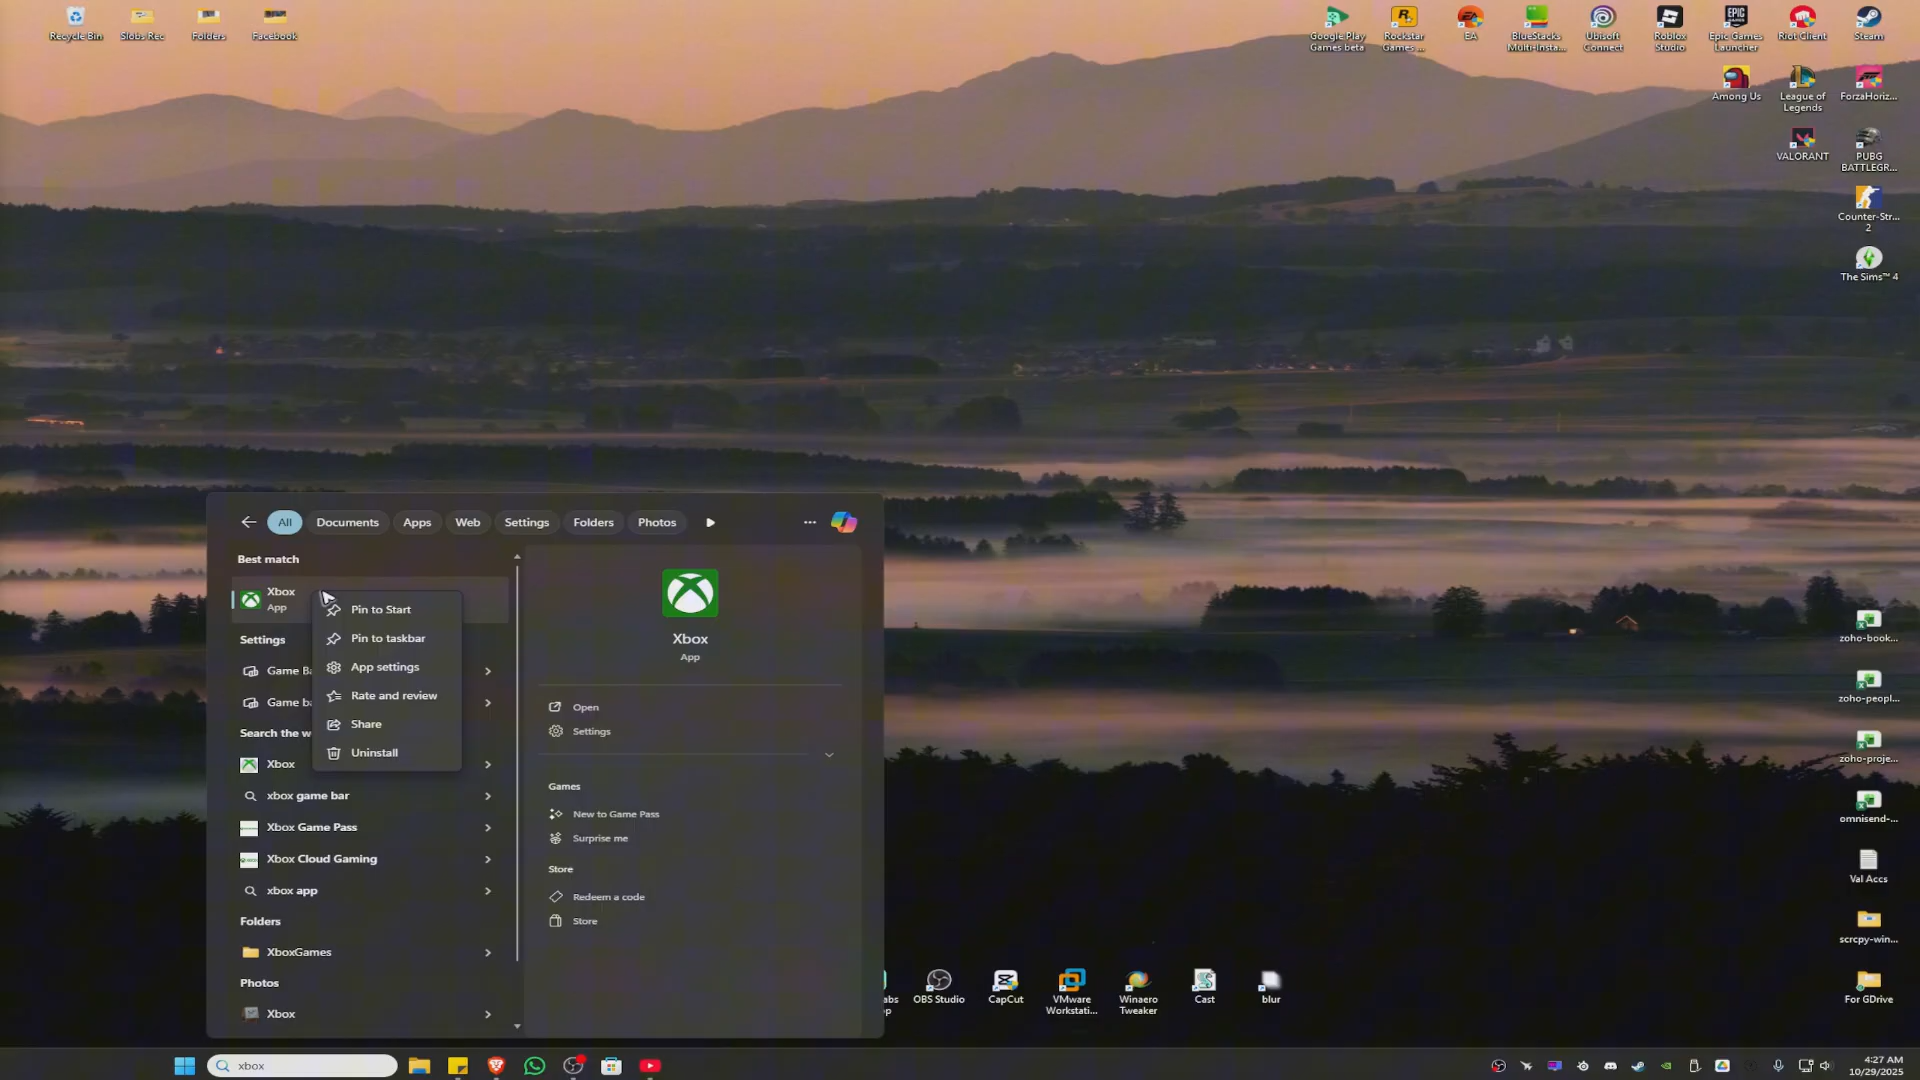 Recycle Bin
Slobs Rec
Folders
Facebook
Google Play
Games beta
Rockstar
Games ...
EA
BlueStacks
Multi-Insta...
Ubisoft
Connect
Roblox
Studio
Epic Games
Launcher
Riot Client
Steam
Among Us
League of
Legends
ForzaHoriz...
VALORANT
PUBG
BATTLEGR...
Counter-Str...
2
The Sims™ 4
All
Documents
Apps
Web
Settings
Folders
Photos
Best match
Xbox
App
Pin to Start
Pin to taskbar
App settings
Rate and review
Share
Uninstall
Settings
Game Ba
Game ba
Search the w
Xbox
xbox game bar
Xbox Game Pass
Xbox Cloud Gaming
xbox app
Folders
XboxGames
Photos
Xbox
Xbox
App
Open
Settings
Games
New to Game Pass
Surprise me
Store
Redeem a code
Store
zoho-book...
zoho-peopl...
zoho-proje...
omnisend-...
Val Accs
scrcpy-win...
For GDrive
OBS Studio
CapCut
VMware
Workstati...
Winaero
Tweaker
Cast
blur
xbox
4:27 AM
10/29/2025